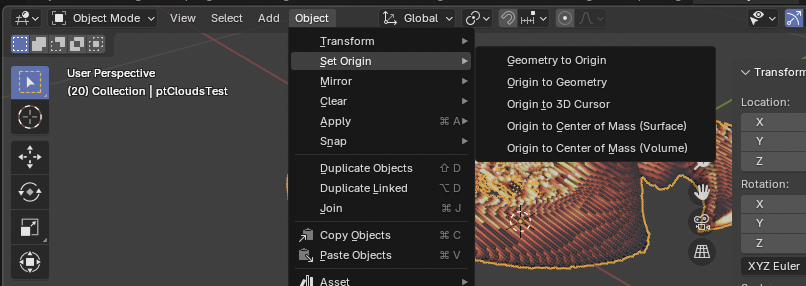 Object Mode View Select Add Object Global
User Perspective
(20) Collection | ptCloudsTest
Transform
Set Origin
Mirror
Clear
Apply ⌘ A
Snap
Duplicate Objects ⇧ D
Duplicate Linked ⌥ D
Join ⌘ J
Copy Objects ⌘ C
Paste Objects ⌘ V
Asset
Geometry to Origin
Origin to Geometry
Origin to 3D Cursor
Origin to Center of Mass (Surface)
Origin to Center of Mass (Volume)
Transform
Location:
X
Y
Z
Rotation:
X
Y
Z
XYZ Euler